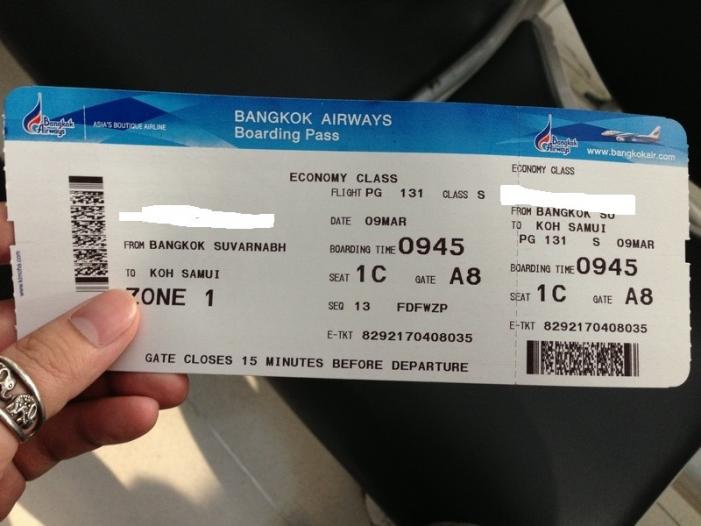 Bangkok Airways
ASIA'S BOUTIQUE AIRLINE
BANGKOK AIRWAYS
Boarding Pass
ECONOMY CLASS
FLIGHT PG 131 CLASS S
DATE 09MAR
FROM BANGKOK SUVARNABH
BOARDING TIME 0945
TO KOH SAMUI
SEAT 1C GATE A8
ZONE 1
SEQ 13 FDFWZP
E-TKT 8292170408035
GATE CLOSES 15 MINUTES BEFORE DEPARTURE
Bangkok Airways
www.bangkokair.com
ECONOMY CLASS
FROM BANGKOK SU
TO KOH SAMUI
PG 131 S 09MAR
BOARDING TIME 0945
SEAT 1C GATE A8
E-TKT 8292170408035